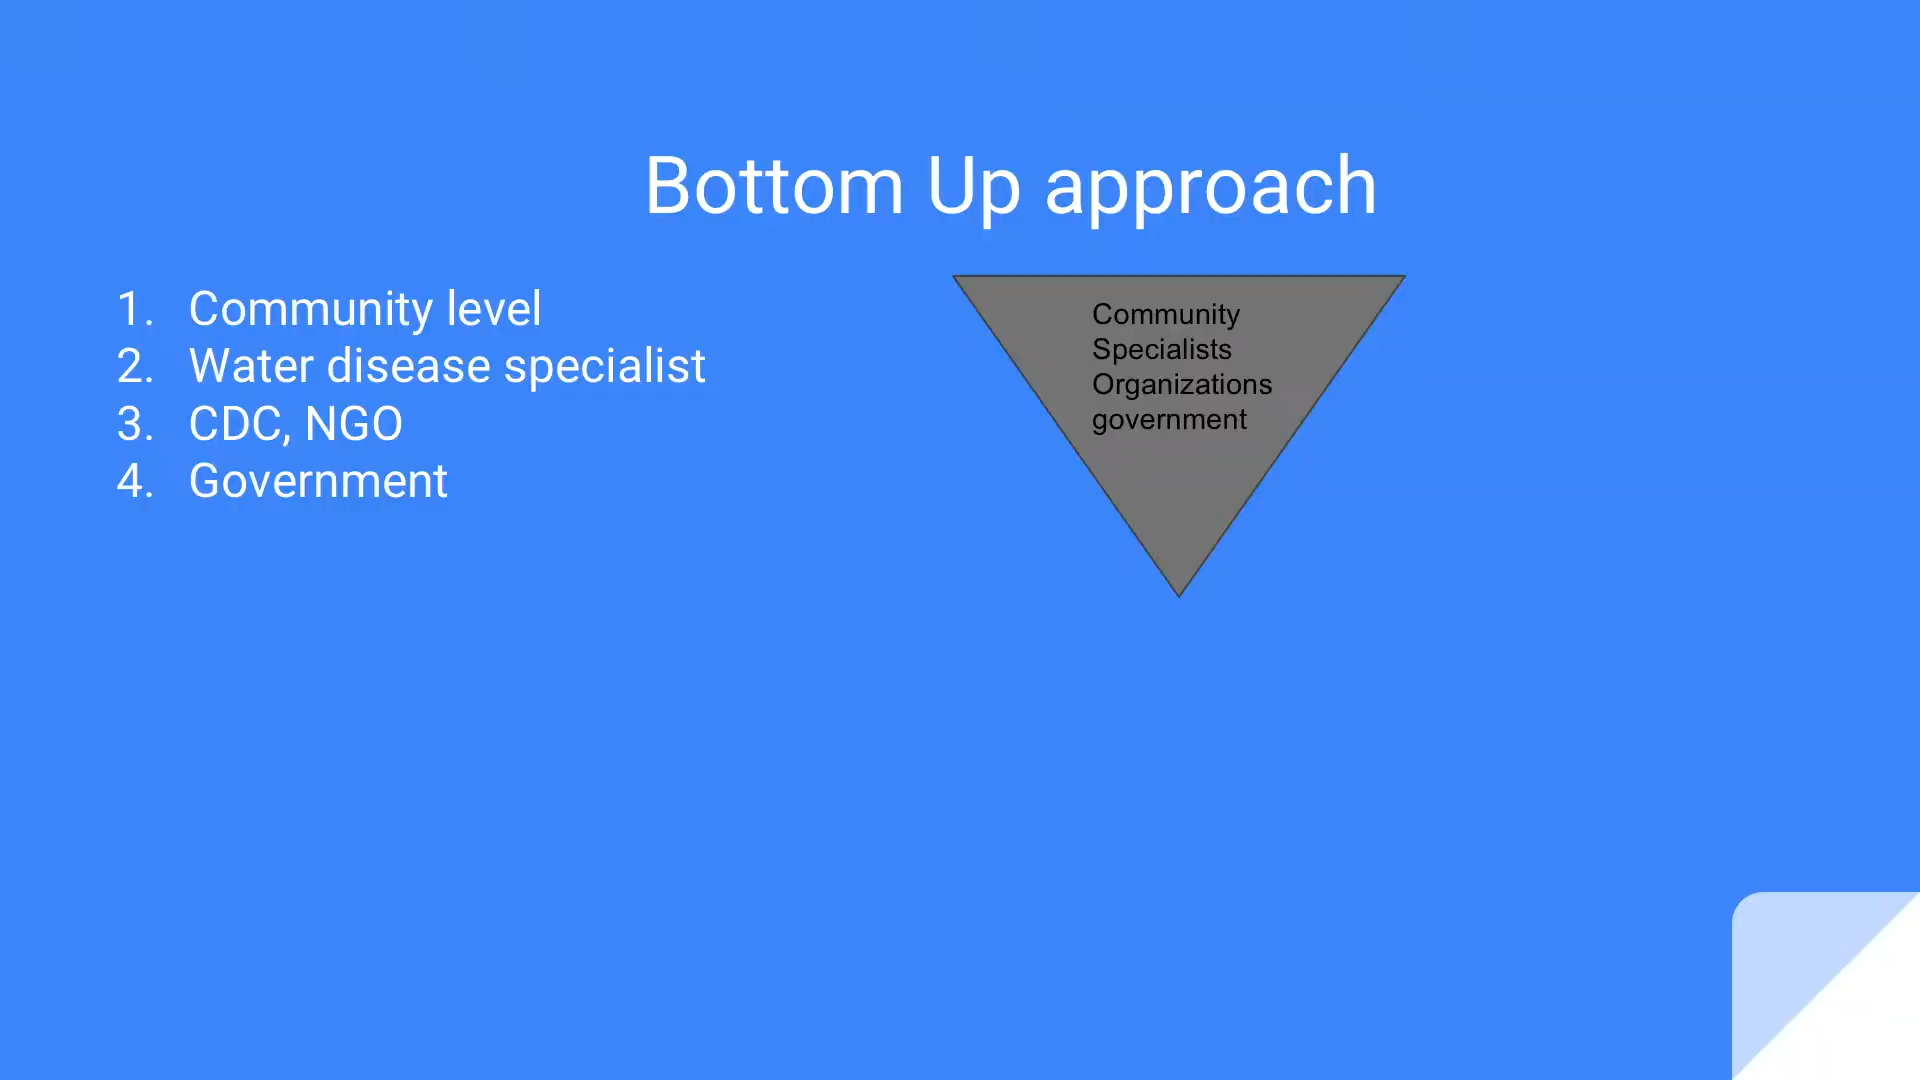 Bottom Up approach
1. Community level
2. Water disease specialist
3. CDC, NGO
4. Government
Community
Specialists
Organizations
government